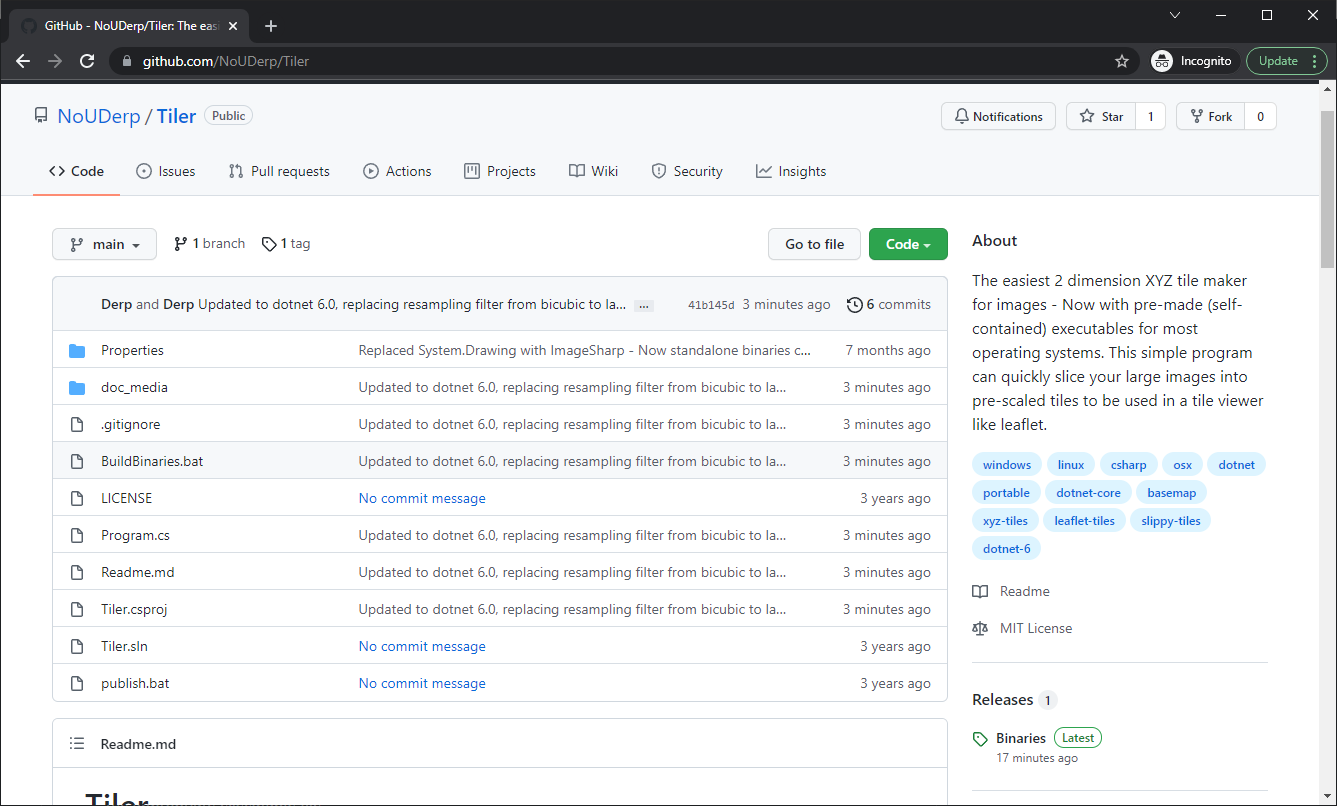 GitHub - NoUDerp/Tiler: The eas
github.com/NoUDerp/Tiler
Incognito
Update
NoUDerp / Tiler Public
Notifications
Star 1
Fork 0
Code
Issues
Pull requests
Actions
Projects
Wiki
Security
Insights
main
1 branch
1 tag
Go to file
Code
Derp and Derp Updated to dotnet 6.0, replacing resampling filter from bicubic to la... ... 41b145d 3 minutes ago 6 commits
Properties Replaced System.Drawing with ImageSharp - Now standalone binaries c... 7 months ago
doc_media Updated to dotnet 6.0, replacing resampling filter from bicubic to la... 3 minutes ago
.gitignore Updated to dotnet 6.0, replacing resampling filter from bicubic to la... 3 minutes ago
BuildBinaries.bat Updated to dotnet 6.0, replacing resampling filter from bicubic to la... 3 minutes ago
LICENSE No commit message 3 years ago
Program.cs Updated to dotnet 6.0, replacing resampling filter from bicubic to la... 3 minutes ago
Readme.md Updated to dotnet 6.0, replacing resampling filter from bicubic to la... 3 minutes ago
Tiler.csproj Updated to dotnet 6.0, replacing resampling filter from bicubic to la... 3 minutes ago
Tiler.sln No commit message 3 years ago
publish.bat No commit message 3 years ago
Readme.md
Tiler
About
The easiest 2 dimension XYZ tile maker
for images - Now with pre-made (self-
contained) executables for most
operating systems. This simple program
can quickly slice your large images into
pre-scaled tiles to be used in a tile viewer
like leaflet.
windows linux csharp osx dotnet
portable dotnet-core basemap
xyz-tiles leaflet-tiles slippy-tiles
dotnet-6
Readme
MIT License
Releases 1
Binaries Latest
17 minutes ago